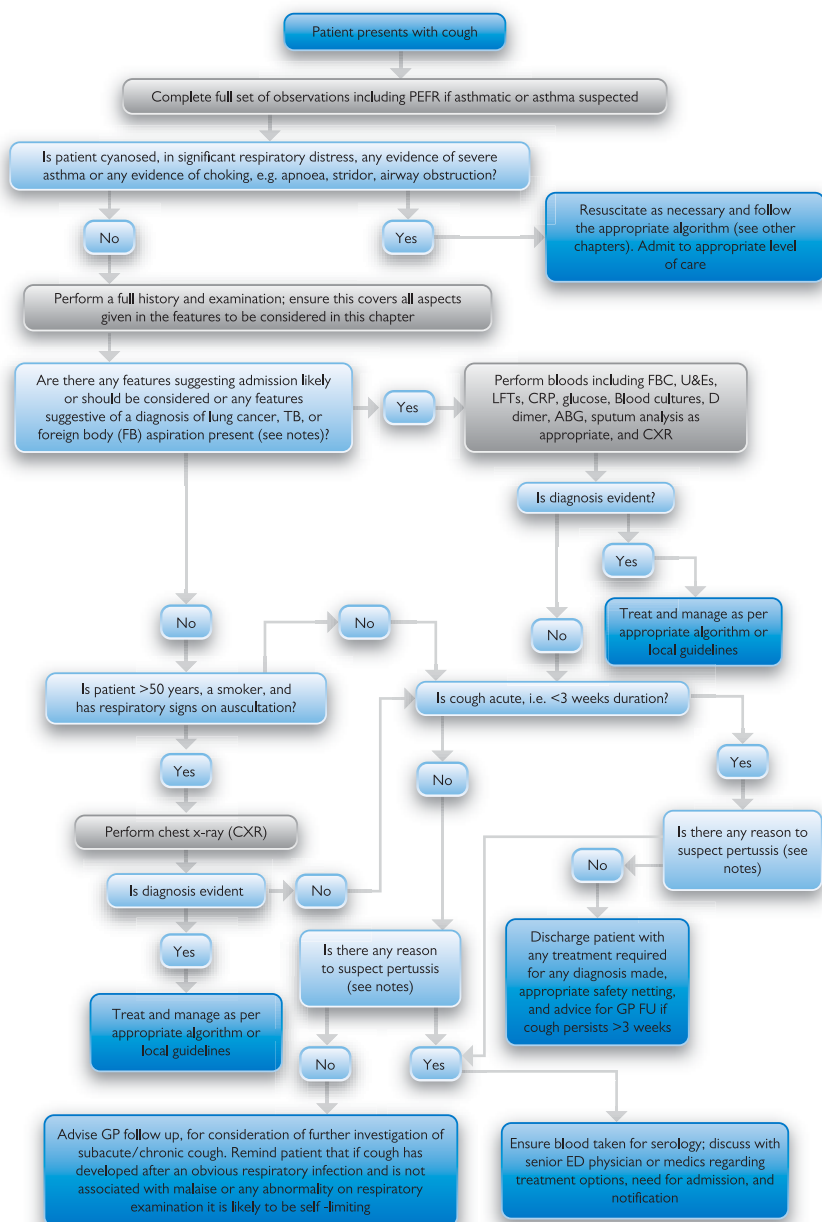 Patient presents with cough
Complete full set of observations including PEFR if asthmatic or asthma suspected
Is patient cyanosed, in significant respiratory distress, any evidence of severe
asthma or any evidence of choking, e.g. apnoea, stridor, airway obstruction?
No
Yes
Resuscitate as necessary and follow
the appropriate algorithm (see other
chapters). Admit to appropriate level
of care
Perform a full history and examination; ensure this covers all aspects
given in the features to be considered in this chapter
Are there any features suggesting admission likely
or should be considered or any features
suggestive of a diagnosis of lung cancer, TB, or
foreign body (FB) aspiration present (see notes)?
Yes
Perform bloods including FBC, U&Es,
LFTs, CRP, glucose, Blood cultures, D
dimer, ABG, sputum analysis as
appropriate, and CXR
Is diagnosis evident?
Yes
Treat and manage as per
appropriate algorithm or
local guidelines
No
No
No
Is patient >50 years, a smoker, and
has respiratory signs on auscultation?
Is cough acute, i.e. <3 weeks duration?
Yes
No
Yes
Perform chest x-ray (CXR)
Is there any reason to
suspect pertussis (see
notes)
No
Is diagnosis evident
No
Yes
Treat and manage as per
appropriate algorithm or
local guidelines
Is there any reason
to suspect pertussis
(see notes)
Discharge patient with
any treatment required
for any diagnosis made,
appropriate safety netting,
and advice for GP FU if
cough persists >3 weeks
No
Yes
Advise GP follow up, for consideration of further investigation of
subacute/chronic cough. Remind patient that if cough has
developed after an obvious respiratory infection and is not
associated with malaise or any abnormality on respiratory
examination it is likely to be self -limiting
Ensure blood taken for serology; discuss with
senior ED physician or medics regarding
treatment options, need for admission, and
notification